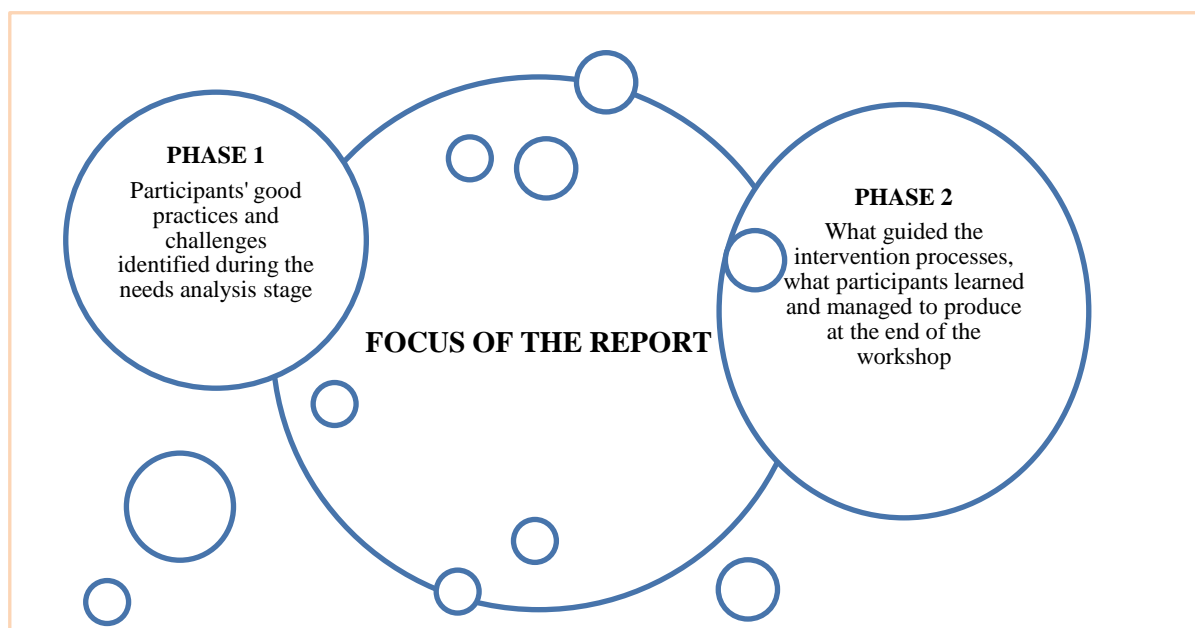 PHASE 1
Participants' good
practices and
challenges
identified during the
needs analysis stage
FOCUS OF THE REPORT
PHASE 2
What guided the
intervention processes,
what participants learned
and managed to produce
at the end of the
workshop